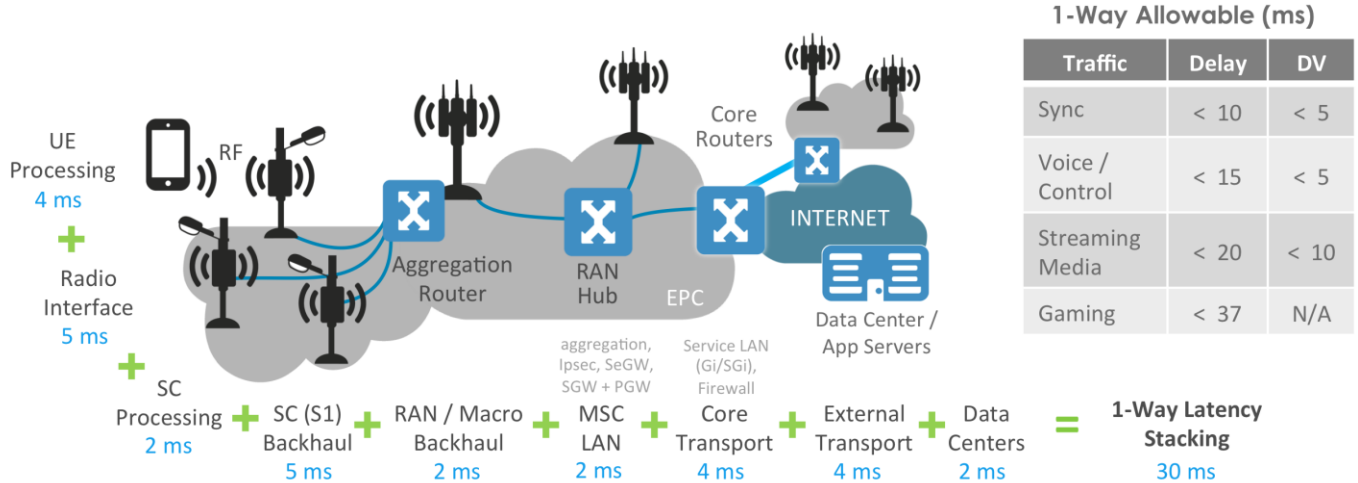 1-Way Allowable (ms)
Traffic Delay DV
Sync < 10 < 5
Voice /
Control < 15 < 5
Streaming
Media < 20 < 10
Gaming < 37 N/A
UE
Processing
4 ms
+
Radio
Interface
5 ms
+
SC
Processing
2 ms
+
SC (S1)
Backhaul
5 ms
+
RAN / Macro
Backhaul
2 ms
+
aggregation,
Ipsec, SeGW,
SGW + PGW
MSC
LAN
2 ms
+
Service LAN
(Gi/SGi),
Firewall
Core
Transport
4 ms
+
External
Transport
4 ms
+
Data
Centers
2 ms
=
1-Way Latency
Stacking
30 ms
RF
Aggregation
Router
RAN
Hub
EPC
Core
Routers
INTERNET
Data Center /
App Servers